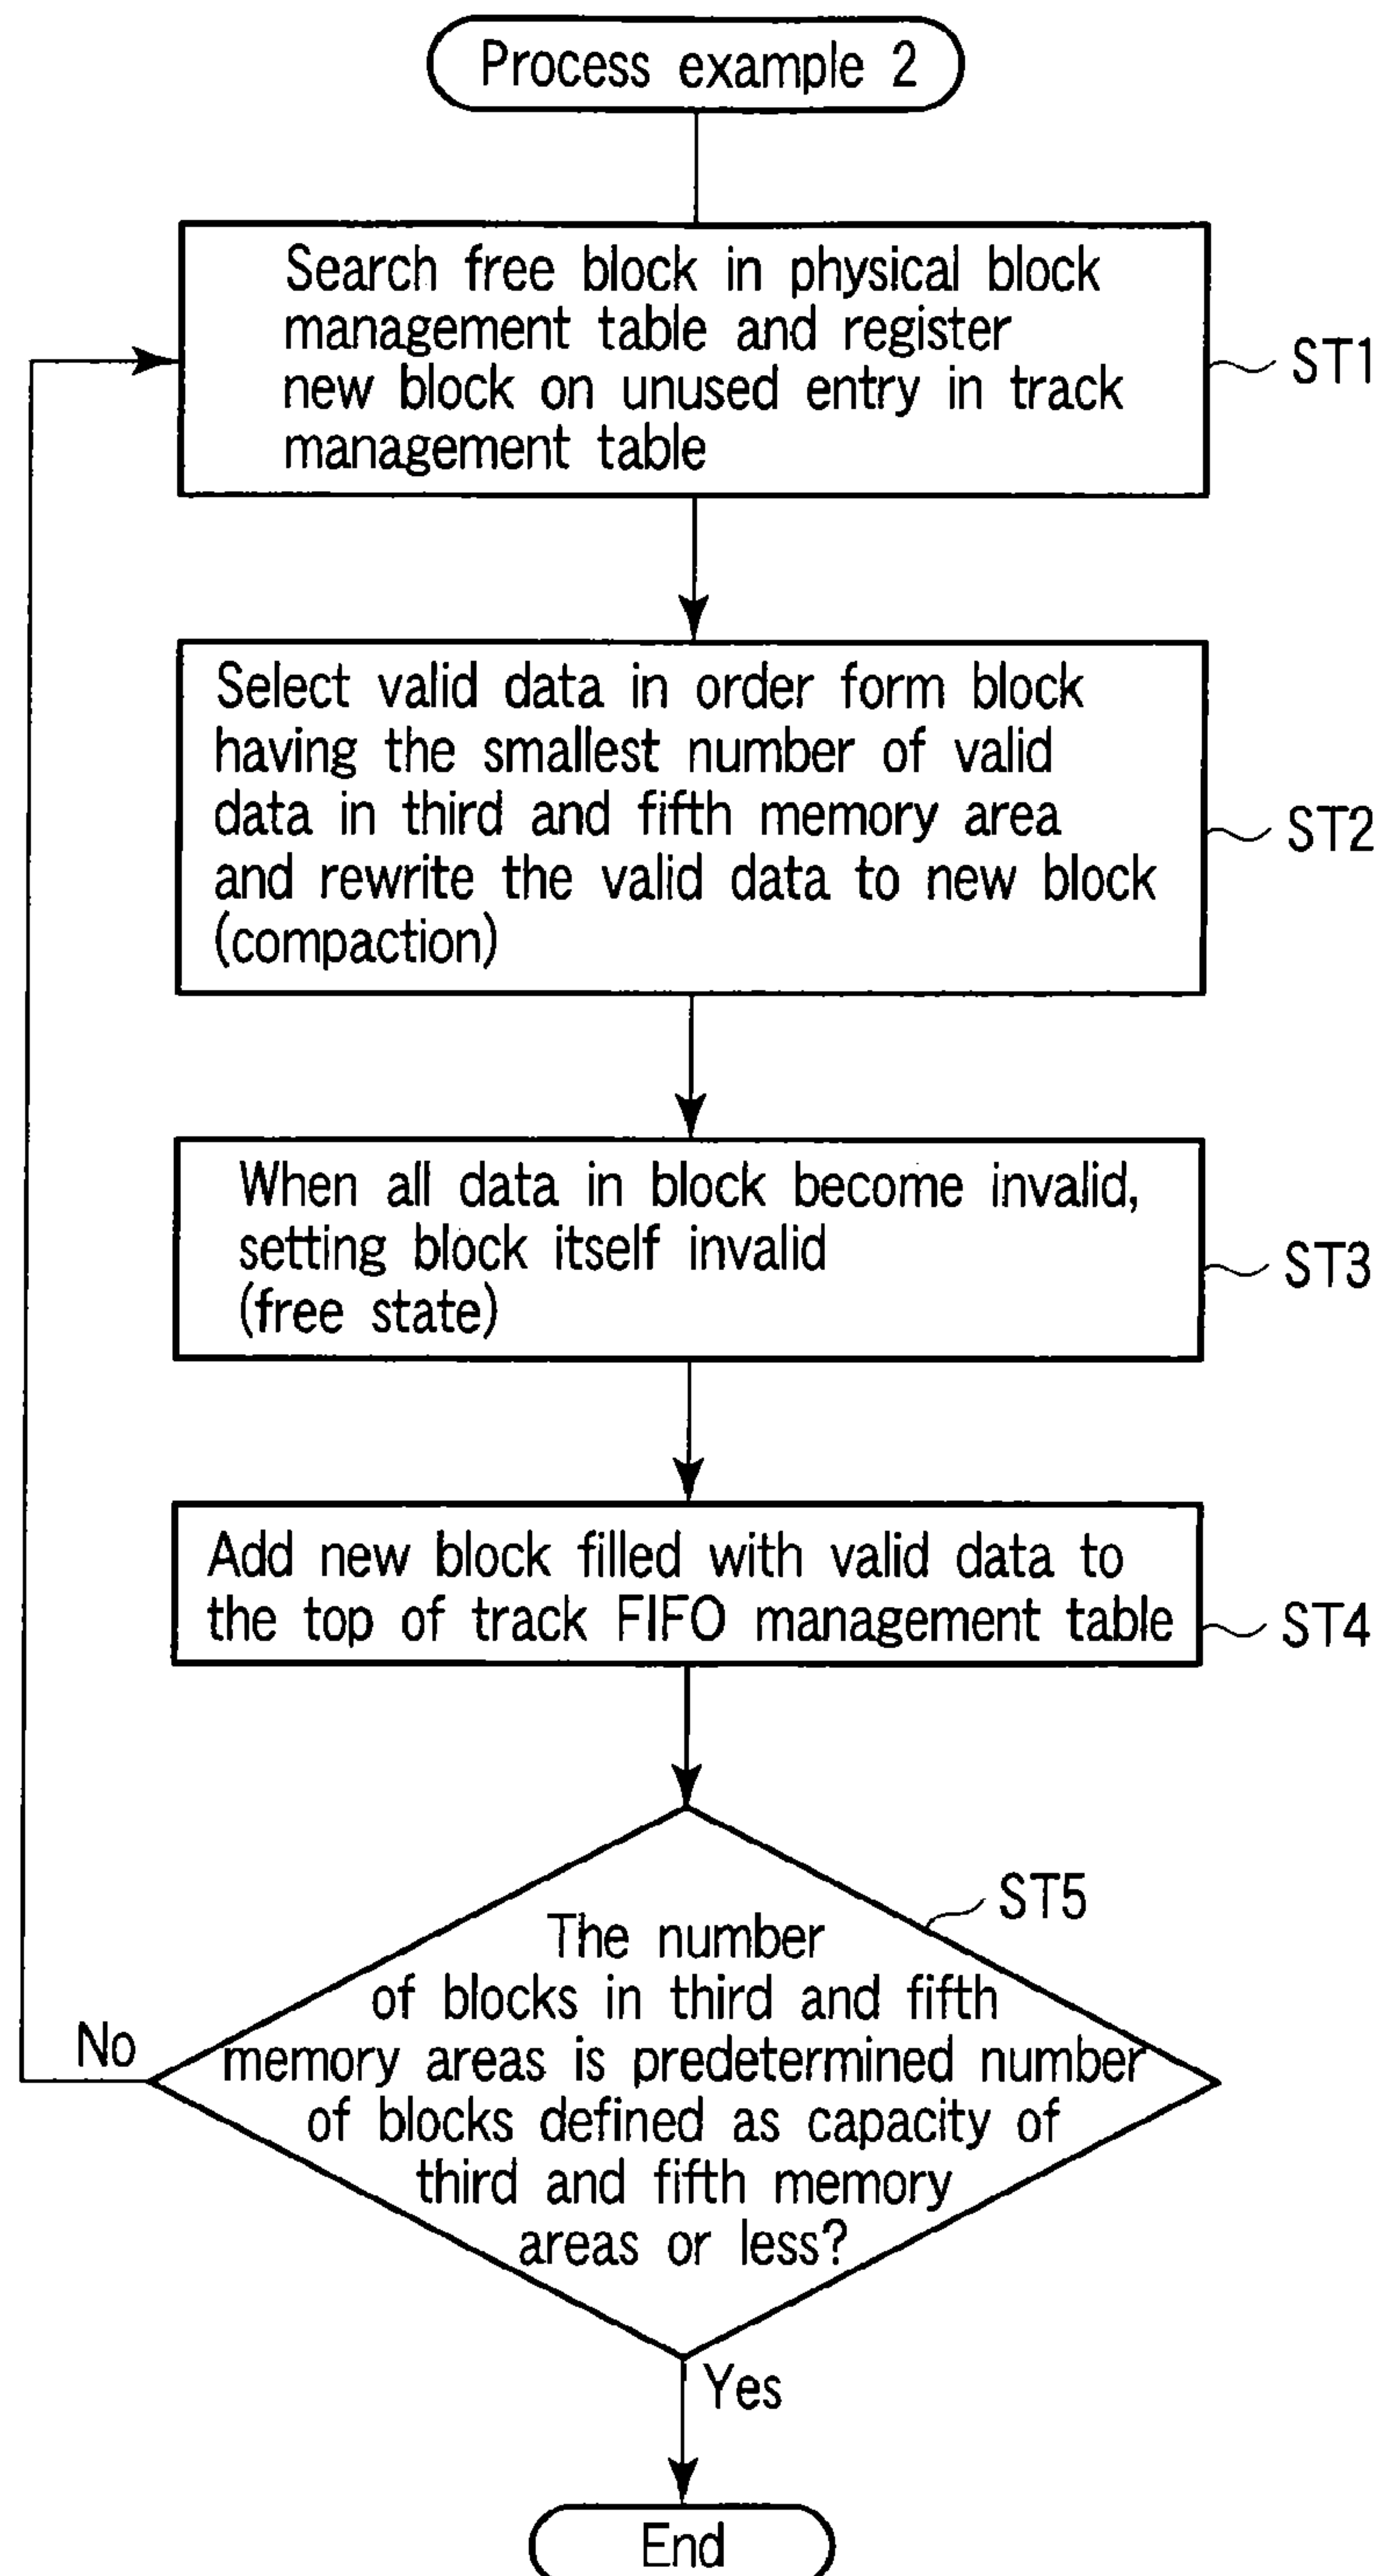 Process example 2
Search free block in physical block
management table and register
new block on unused entry in track
management table
ST1
Select valid data in order form block
having the smallest number of valid
data in third and fifth memory area
and rewrite the valid data to new block
(compaction)
ST2
When all data in block become invalid,
setting block itself invalid
(free state)
ST3
Add new block filled with valid data to
the top of track FIFO management table
ST4
ST5
The number
of blocks in third and fifth
memory areas is predetermined number
of blocks defined as capacity of
third and fifth memory
areas or less?
No
Yes
End